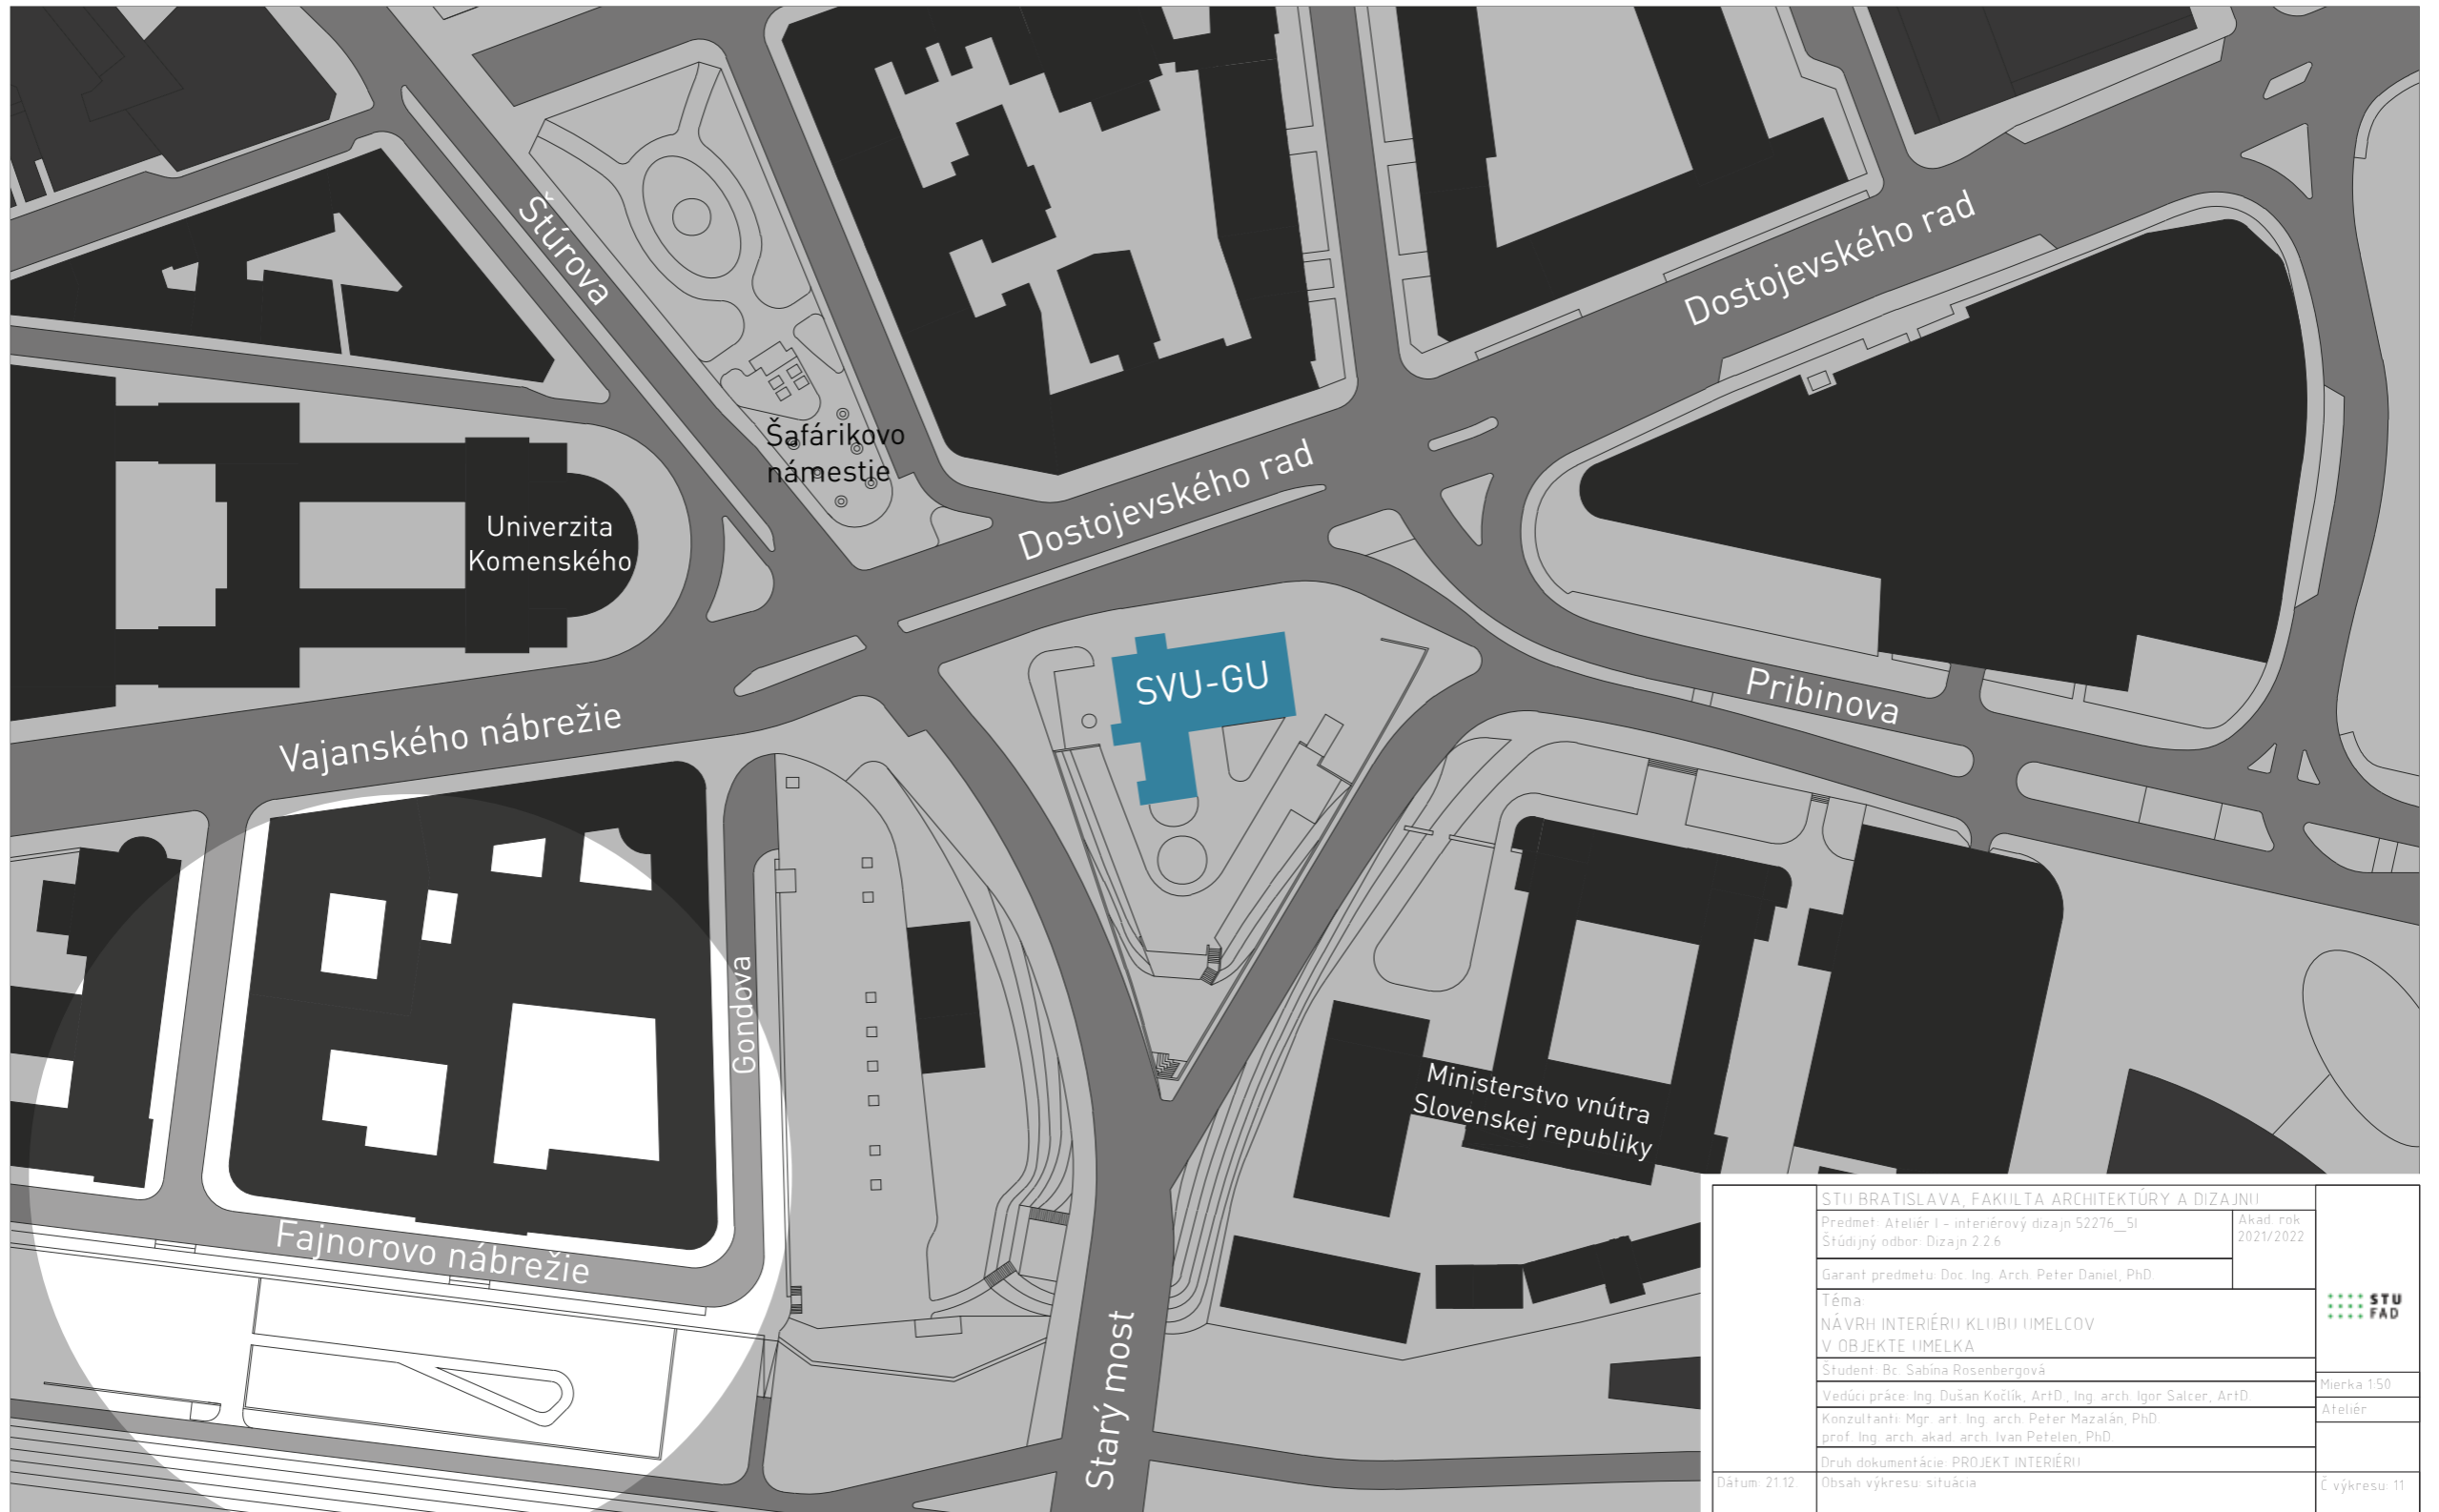 Štúrova
Dostojevského rad
Šafárikovo
námestie
Dostojevského rad
Univerzita
Komenského
SVU-GU
Pribinova
Vajanského nábrežie
Gondova
Ministerstvo vnútra
Slovenskej republiky
Fajnorovo nábrežie
Starý most
STU BRATISLAVA, FAKULTA ARCHITEKTÚRY A DIZAJNU
Predmet: Ateliér I - interiérový dizajn 52276_5I
Štúdijný odbor: Dizajn 2.2.6
Akad. rok
2021/2022
Garant predmetu: Doc. Ing. Arch. Peter Daniel, PhD.
Téma:
NÁVRH INTERIÉRU KLUBU UMELCOV
V OBJEKTE UMELKA
STU
FAD
Študent: Bc. Sabína Rosenbergová
Mierka 1:50
Vedúci práce: Ing. Dušan Kočlík, ArtD., Ing. arch. Igor Salcer, ArtD
Ateliér
Konzultanti: Mgr. art. Ing. arch. Peter Mazalán, PhD.
prof. Ing. arch. akad. arch. Ivan Petelen, PhD.
Druh dokumentácie: PROJEKT INTERIÉRU
Dátum: 21.12.
Obsah výkresu: situácia
Č výkresu: 11